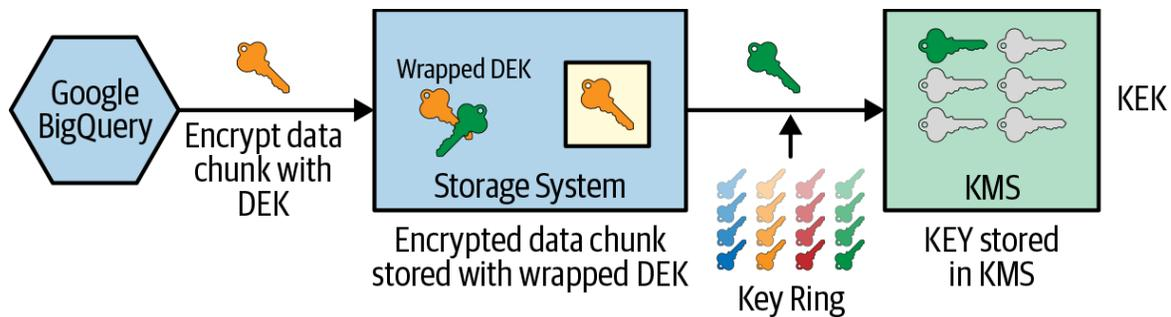 Google
BigQuery
Encrypt data
chunk with
DEK
Wrapped DEK
Storage System
Encrypted data chunk
stored with wrapped DEK
Key Ring
KMS
KEY stored
in KMS
KEK